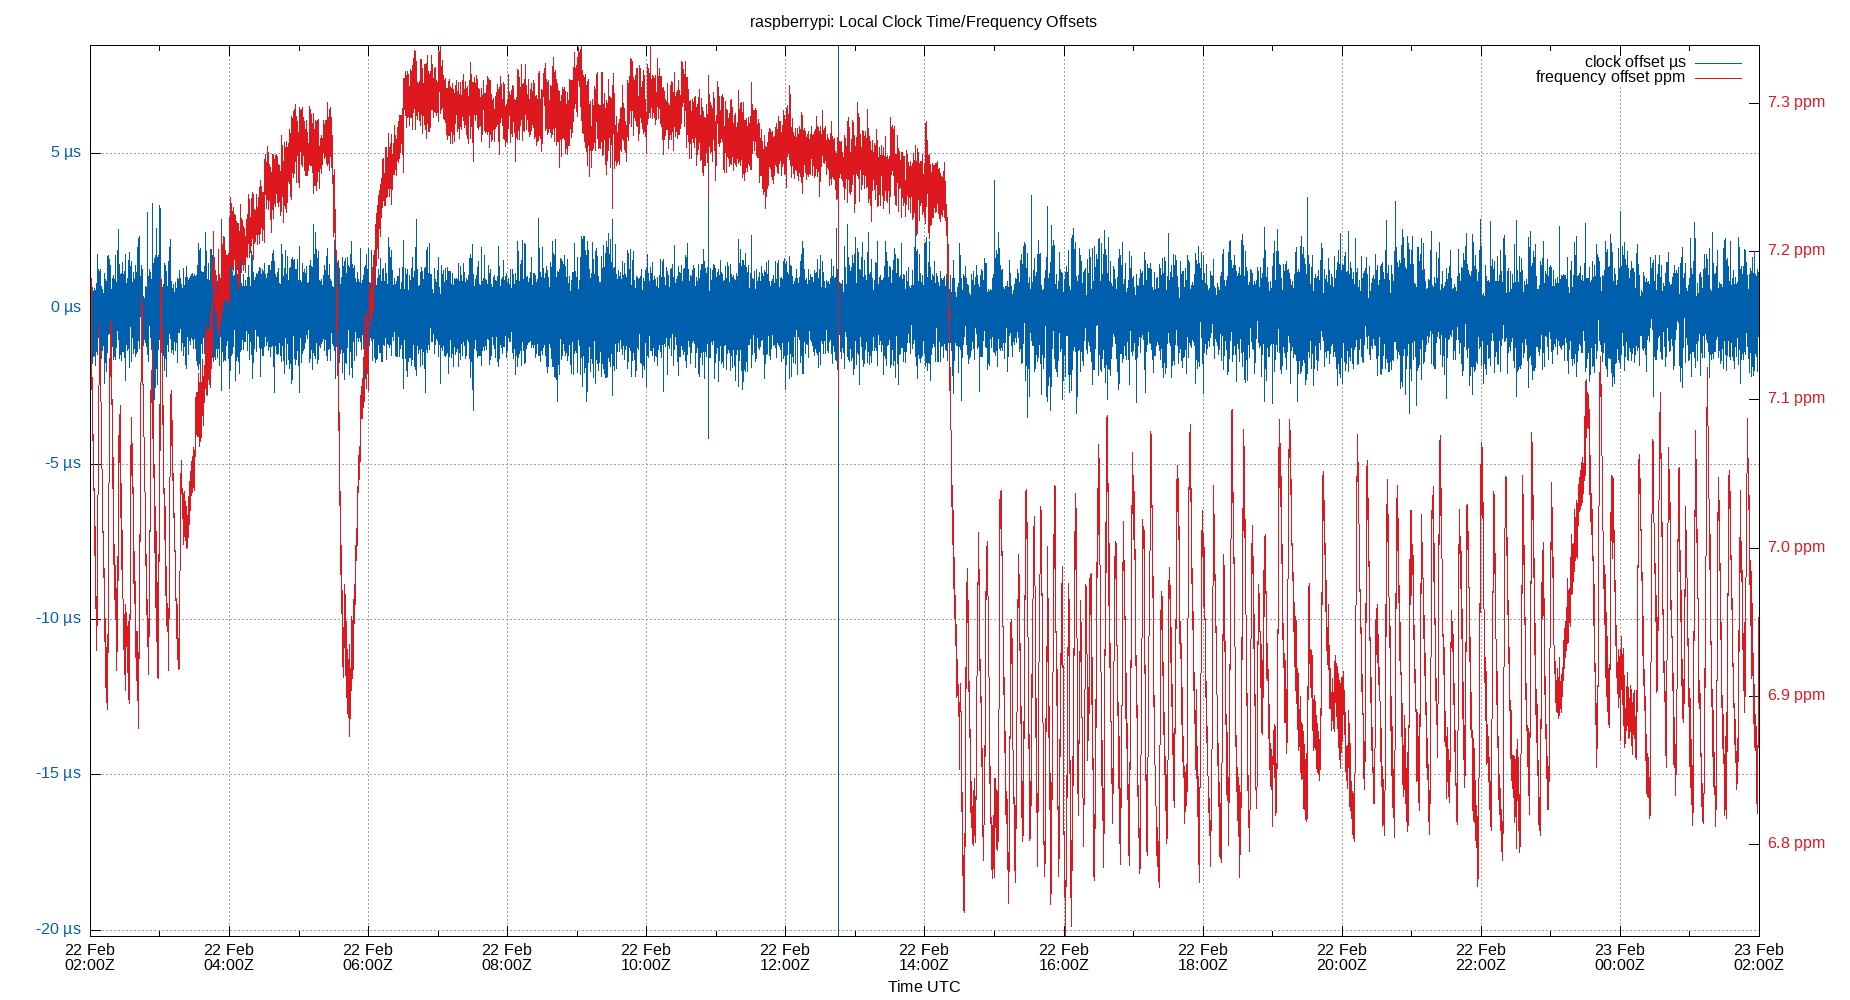 raspberrypi: Local Clock Time/Frequency Offsets
clock offset µs
frequency offset ppm
5 µs
0 µs
-5 µs
-10 µs
-15 µs
-20 µs
7.3 ppm
7.2 ppm
7.1 ppm
7.0 ppm
6.9 ppm
6.8 ppm
22 Feb 22 Feb 22 Feb 22 Feb 22 Feb 22 Feb 22 Feb 22 Feb 22 Feb 22 Feb 22 Feb 23 Feb 23 Feb
02:00Z 04:00Z 06:00Z 08:00Z 10:00Z 12:00Z 14:00Z 16:00Z 18:00Z 20:00Z 22:00Z 00:00Z 02:00Z
Time UTC